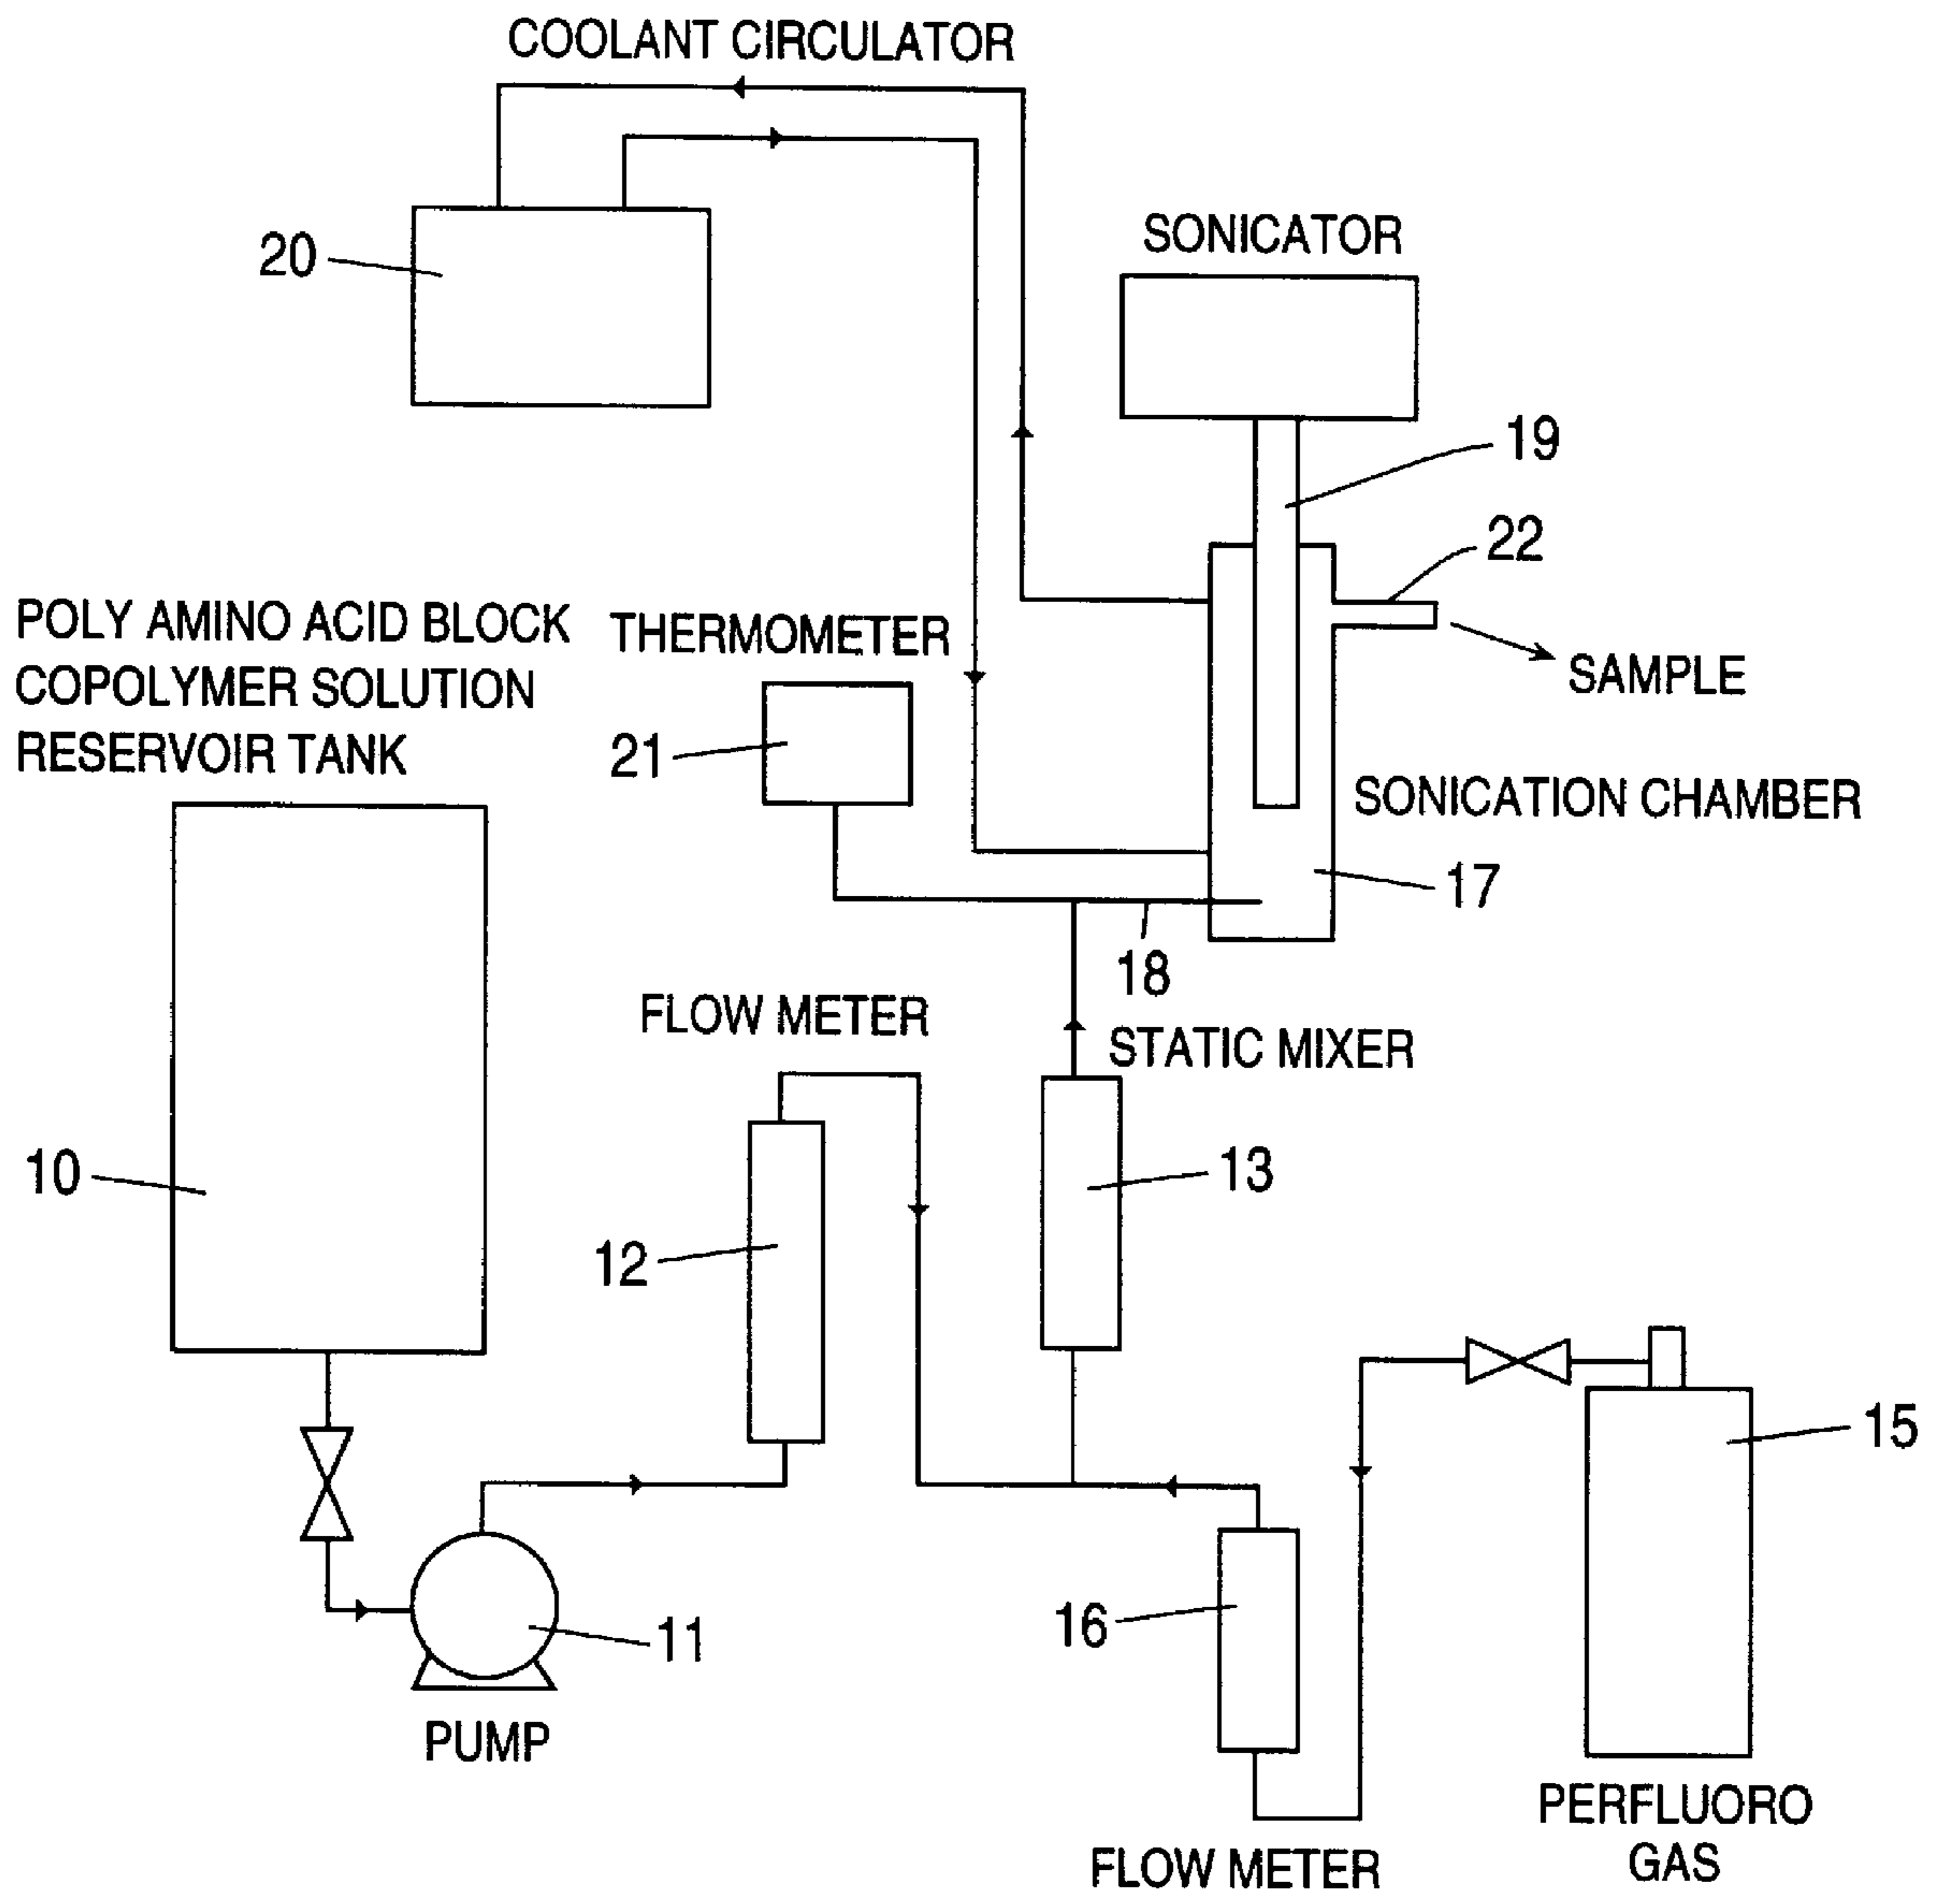 COOLANT CIRCULATOR
20
SONICATOR
19
22
POLY AMINO ACID BLOCK
COPOLYMER SOLUTION
RESERVOIR TANK
THERMOMETER
SAMPLE
21
SONICATION CHAMBER
17
18
FLOW METER
STATIC MIXER
10
13
12
15
16
11
PUMP
PERFLUORO
GAS
FLOW METER